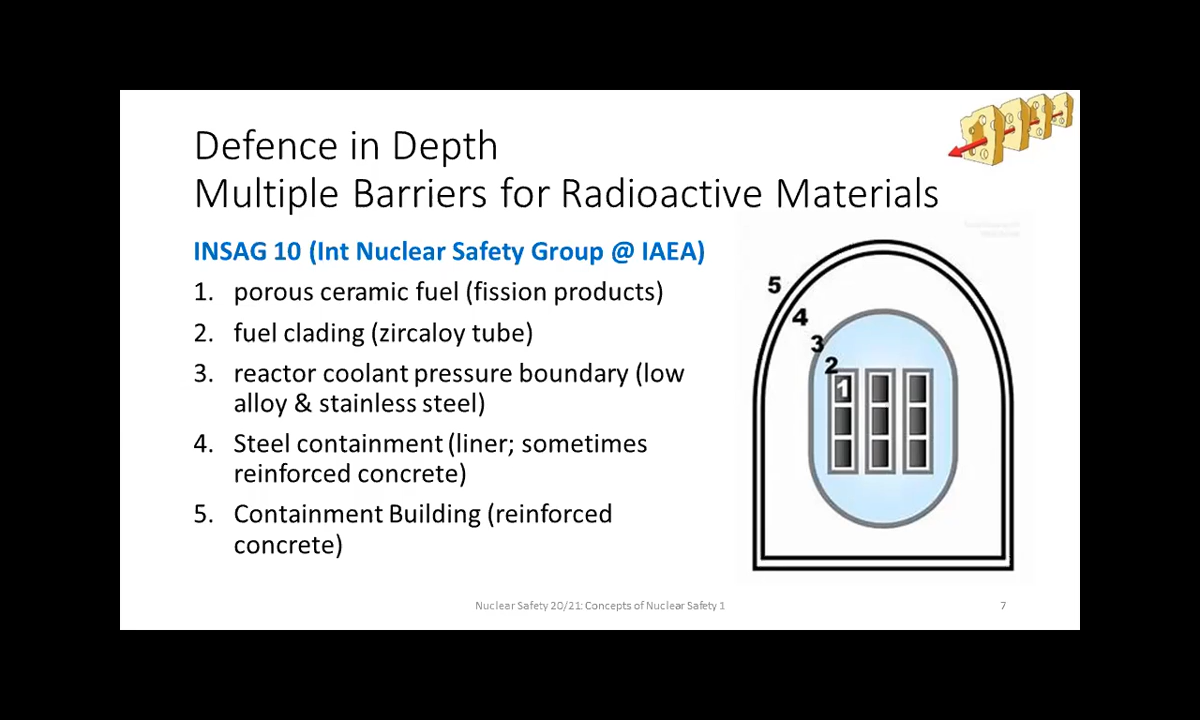 Defence in Depth
Multiple Barriers for Radioactive Materials
INSAG 10 (Int Nuclear Safety Group @ IAEA)
1. porous ceramic fuel (fission products)
2. fuel clading (zircaloy tube)
3. reactor coolant pressure boundary (low
alloy & stainless steel)
4. Steel containment (liner; sometimes
reinforced concrete)
5. Containment Building (reinforced
concrete)
5
4
3
2
1
Nuclear Safety 20/21: Concepts of Nuclear Safety 1
7